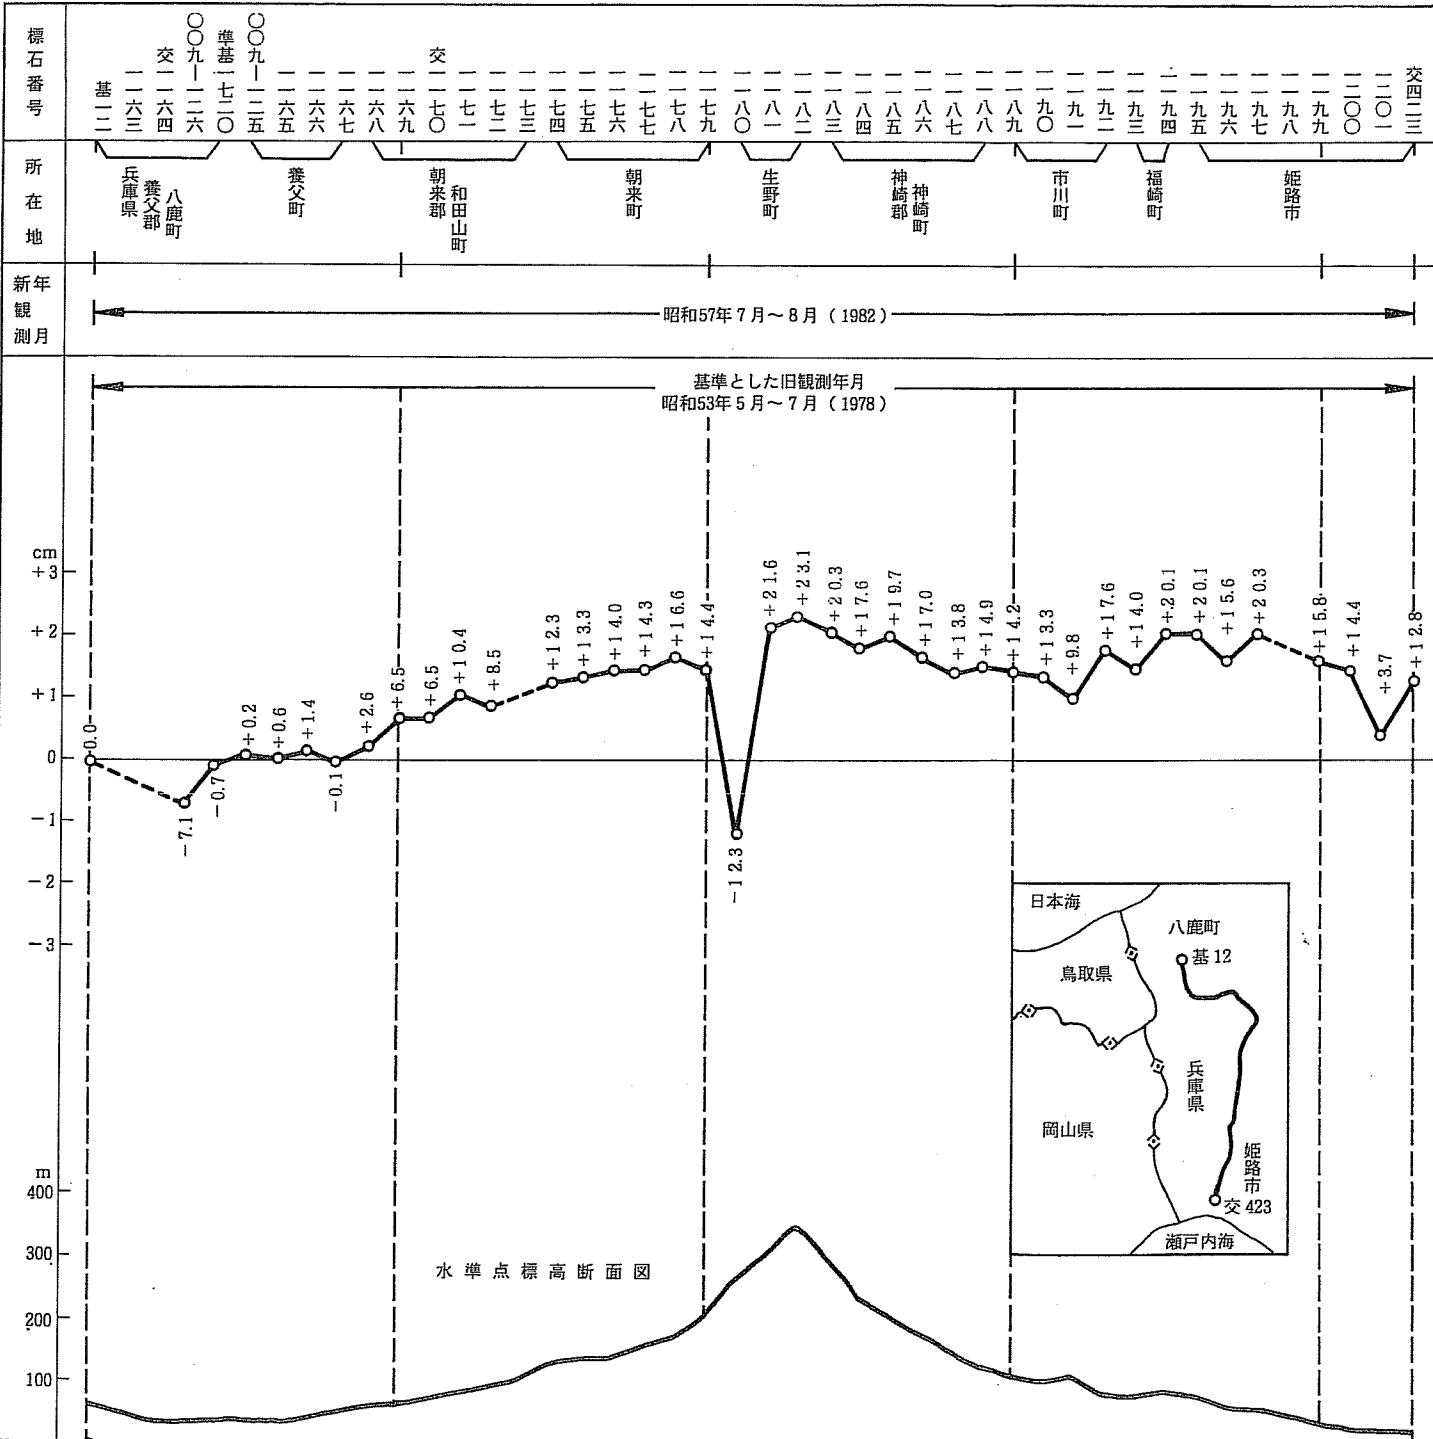 標石番号
基一二
一一六三
交一一六四
〇〇九―一二六
準基一七二〇
〇〇九―一二五
一一六五
一一六六
一一六七
一一六八
一一六九
交一一七〇
一一七一
一一七二
一一七三
一一七四
一一七五
一一七六
一一七七
一一七八
一一七九
一一八〇
一一八一
一一八二
一一八三
一一八四
一一八五
一一八六
一一八七
一一八八
一一八九
一一九〇
一一九一
一一九二
一一九三
一一九四
一一九五
一一九六
一一九七
一一九八
一一九九
一二〇〇
一二〇一
交四二三
所在地
兵庫県
養父郡
八鹿町
養父町
朝来郡
和田山町
朝来町
生野町
神崎郡
神崎町
市川町
福崎町
姫路市
新観測
年月
昭和57年7月～8月（1982）
基準とした旧観測年月
昭和53年5月～7月（1978）
cm
+3
+2
+1
0
-1
-2
-3
0.0
-7.1
-0.7
+0.2
+0.6
+1.4
-0.1
+2.6
+6.5
+6.5
+10.4
+8.5
+12.3
+13.3
+14.0
+14.3
+16.6
+14.4
-12.3
+21.6
+23.1
+20.3
+17.6
+19.7
+17.0
+13.8
+14.9
+14.2
+13.3
+9.8
+17.6
+14.0
+20.1
+20.1
+15.6
+20.3
+15.8
+14.4
+3.7
+12.8
日本海
八鹿町
基12
鳥取県
兵庫県
岡山県
姫路市
交423
瀬戸内海
m
400
300
200
100
水準点標高断面図